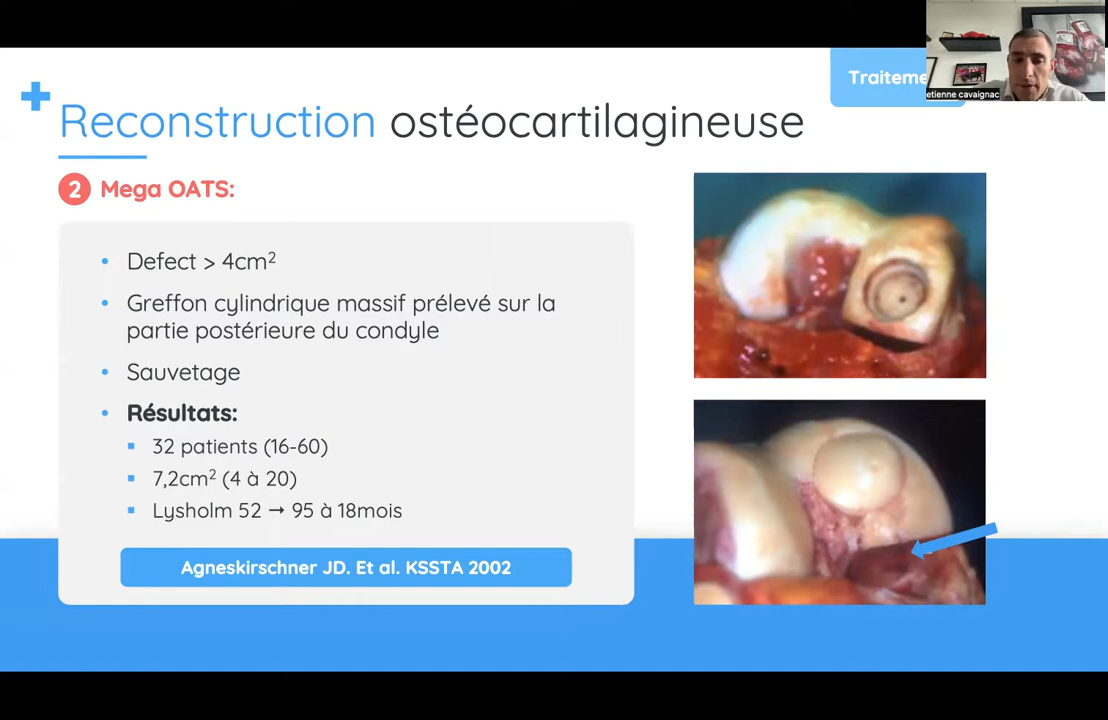 Traiteme
etienne cavaignac
Reconstruction ostéocartilagineuse
2 Mega OATS:
• Defect > 4cm²
• Greffon cylindrique massif prélevé sur la
partie postérieure du condyle
• Sauvetage
• Résultats:
▪ 32 patients (16-60)
▪ 7,2cm² (4 à 20)
▪ Lysholm 52 → 95 à 18mois
Agneskirschner JD. Et al. KSSTA 2002